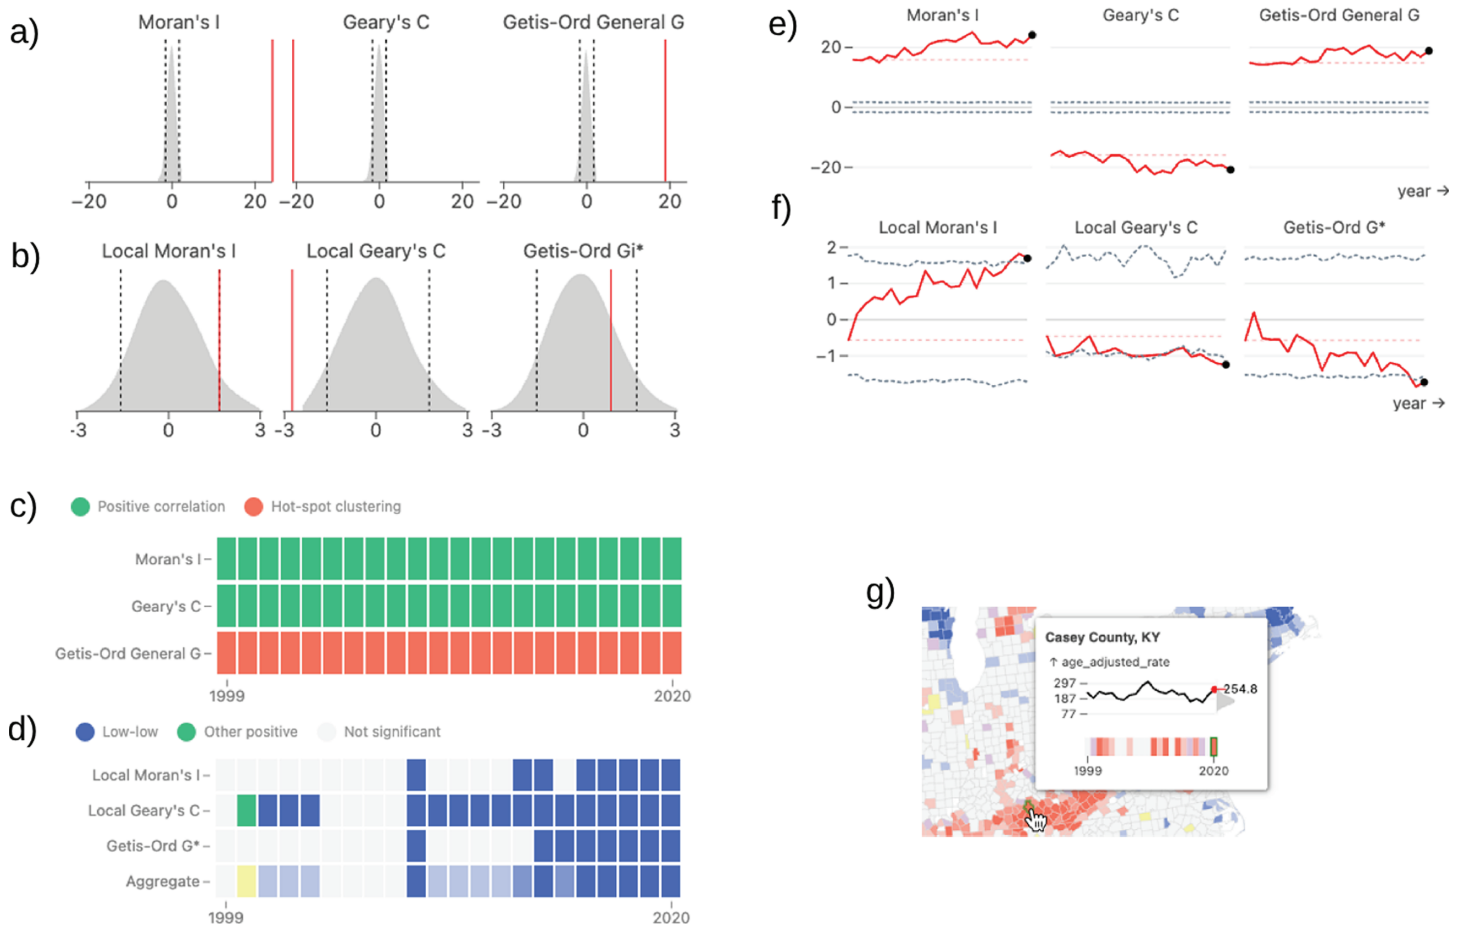 a)
Moran's I
Geary's C
Getis-Ord General G
−20 0 20 −20 0 20 −20 0 20
b)
Local Moran's I
Local Geary's C
Getis-Ord Gi*
-3 0 3 -3 0 3 -3 0 3
c)
Positive correlation
Hot-spot clustering
Moran's I
Geary's C
Getis-Ord General G
1999 2020
d)
Low-low
Other positive
Not significant
Local Moran's I
Local Geary's C
Getis-Ord G*
Aggregate
1999 2020
e)
Moran's I
Geary's C
Getis-Ord General G
20
0
−20
year →
f)
Local Moran's I
Local Geary's C
Getis-Ord G*
2
1
0
−1
year →
g)
Casey County, KY
↑ age_adjusted_rate
297
187
77
254.8
1999 2020